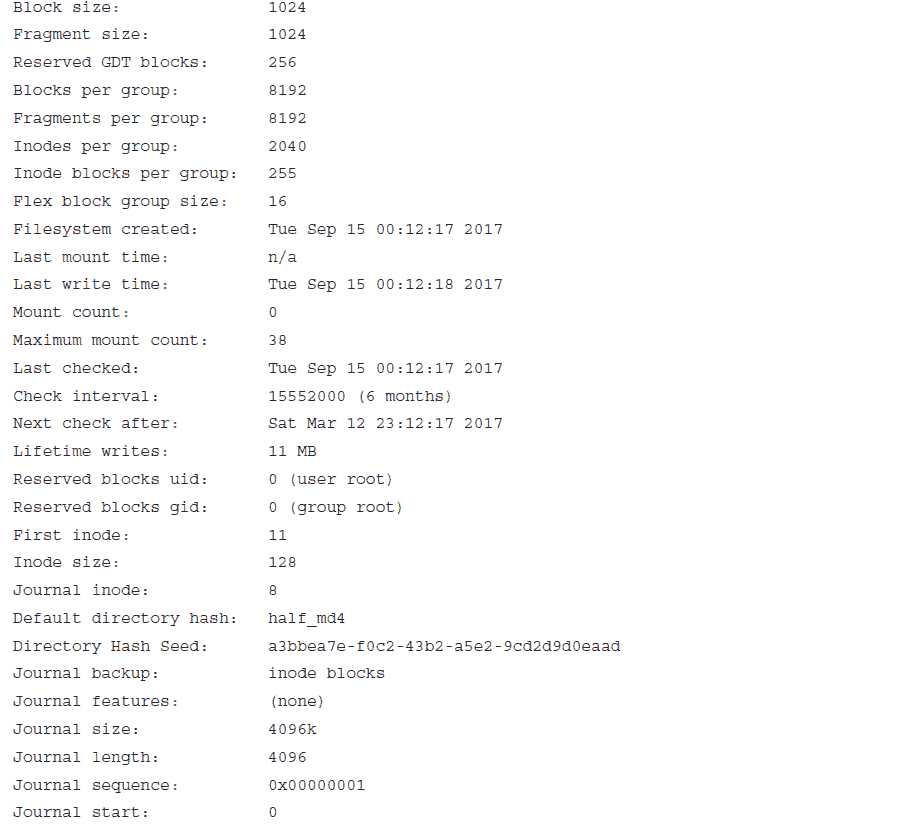 Block size: 1024
Fragment size: 1024
Reserved GDT blocks: 256
Blocks per group: 8192
Fragments per group: 8192
Inodes per group: 2040
Inode blocks per group: 255
Flex block group size: 16
Filesystem created: Tue Sep 15 00:12:17 2017
Last mount time: n/a
Last write time: Tue Sep 15 00:12:18 2017
Mount count: 0
Maximum mount count: 38
Last checked: Tue Sep 15 00:12:17 2017
Check interval: 15552000 (6 months)
Next check after: Sat Mar 12 23:12:17 2017
Lifetime writes: 11 MB
Reserved blocks uid: 0 (user root)
Reserved blocks gid: 0 (group root)
First inode: 11
Inode size: 128
Journal inode: 8
Default directory hash: half_md4
Directory Hash Seed: a3bbea7e-f0c2-43b2-a5e2-9cd2d9d0eaad
Journal backup: inode blocks
Journal features: (none)
Journal size: 4096k
Journal length: 4096
Journal sequence: 0x00000001
Journal start: 0